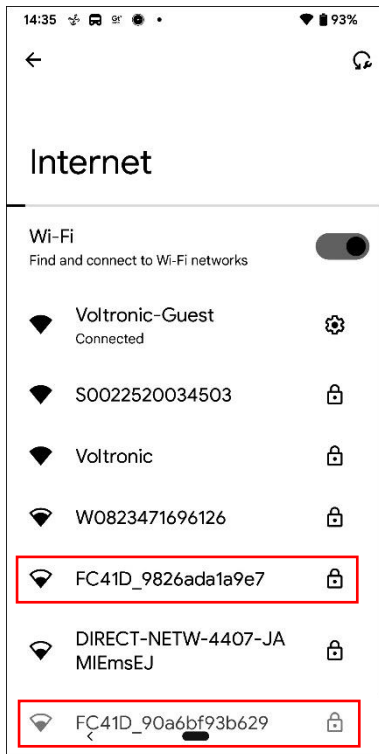 14:35 93%
Internet
Wi-Fi
Find and connect to Wi-Fi networks
Voltronic-Guest
Connected
S0022520034503
Voltronic
W0823471696126
FC41D_9826ada1a9e7
DIRECT-NETW-4407-JA
MIEmsEJ
FC41D_90a6bf93b629